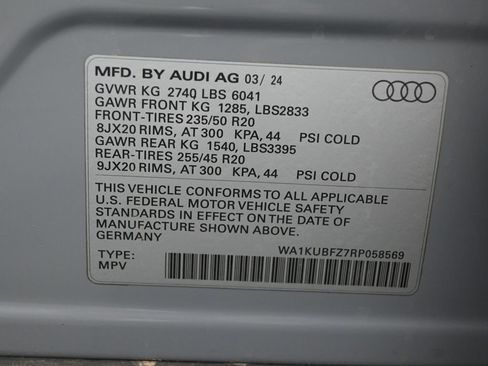 MFD. BY AUDI AG 03/ 24
GVWR KG 2740 LBS 6041
GAWR FRONT KG 1285, LBS2833
FRONT-TIRES 235/50 R20
8JX20 RIMS, AT 300 KPA, 44 PSI COLD
GAWR REAR KG 1540, LBS3395
REAR-TIRES 255/45 R20
9JX20 RIMS, AT 300 KPA, 44 PSI COLD
THIS VEHICLE CONFORMS TO ALL APPLICABLE
U.S. FEDERAL MOTOR VEHICLE SAFETY
STANDARDS IN EFFECT ON THE DATE OF
MANUFACTURE SHOWN ABOVE.
GERMANY
WA1KUBFZ7RP058569
TYPE:
MPV